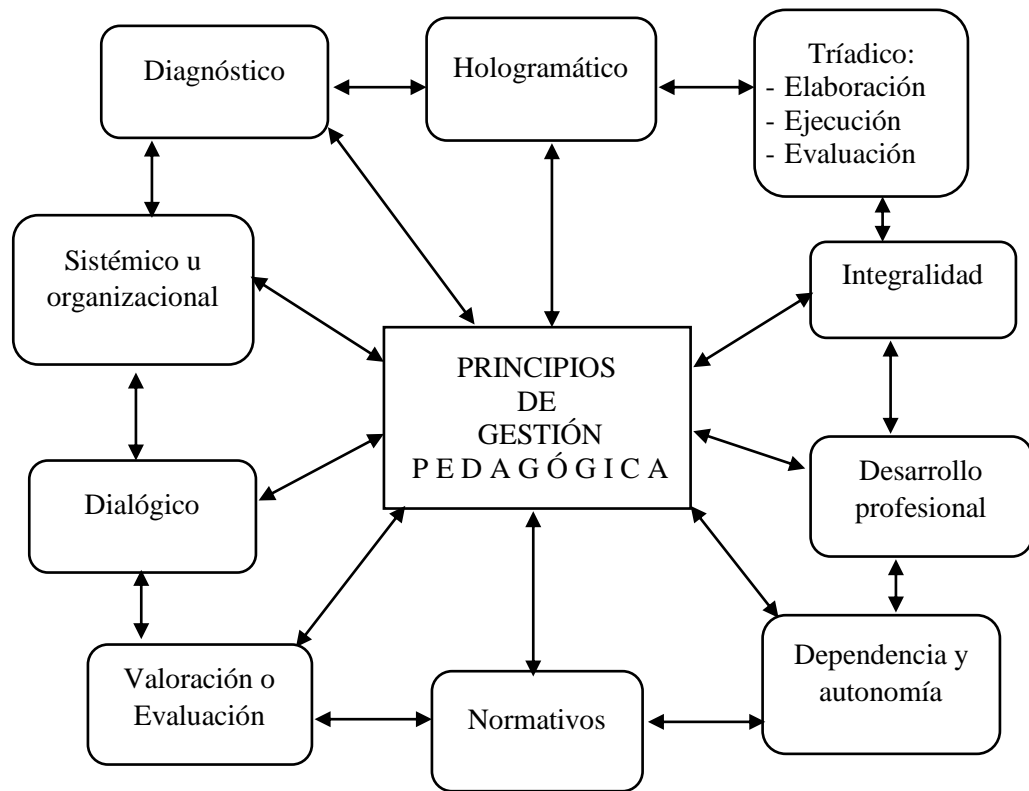 Diagnóstico
Hologramático
Tríadico:
- Elaboración
- Ejecución
- Evaluación
Sistémico u
organizacional
Integralidad
PRINCIPIOS
DE
GESTIÓN
P E D A G Ó G I C A
Dialógico
Desarrollo
profesional
Valoración o
Evaluación
Normativos
Dependencia y
autonomía